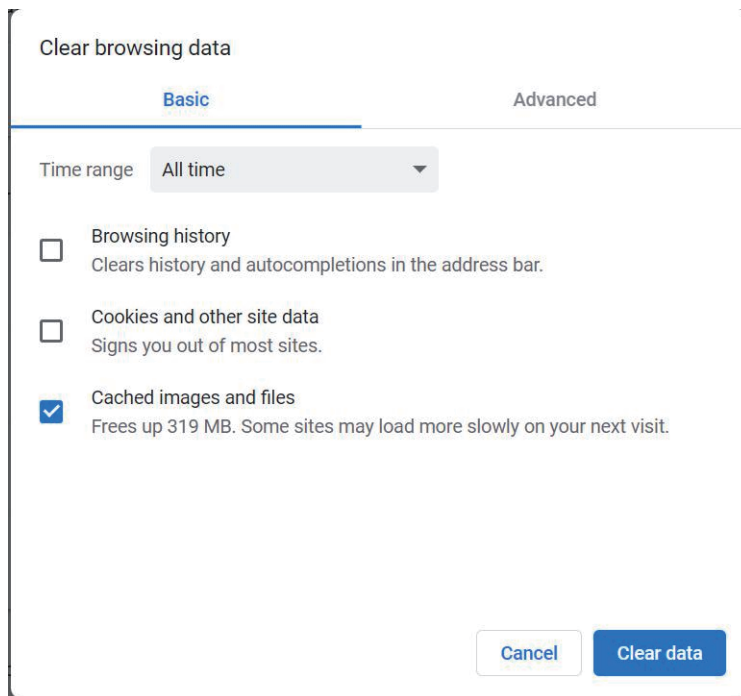 Clear browsing data
Basic Advanced
Time range All time
Browsing history
Clears history and autocompletions in the address bar.
Cookies and other site data
Signs you out of most sites.
Cached images and files
Frees up 319 MB. Some sites may load more slowly on your next visit.
Cancel Clear data